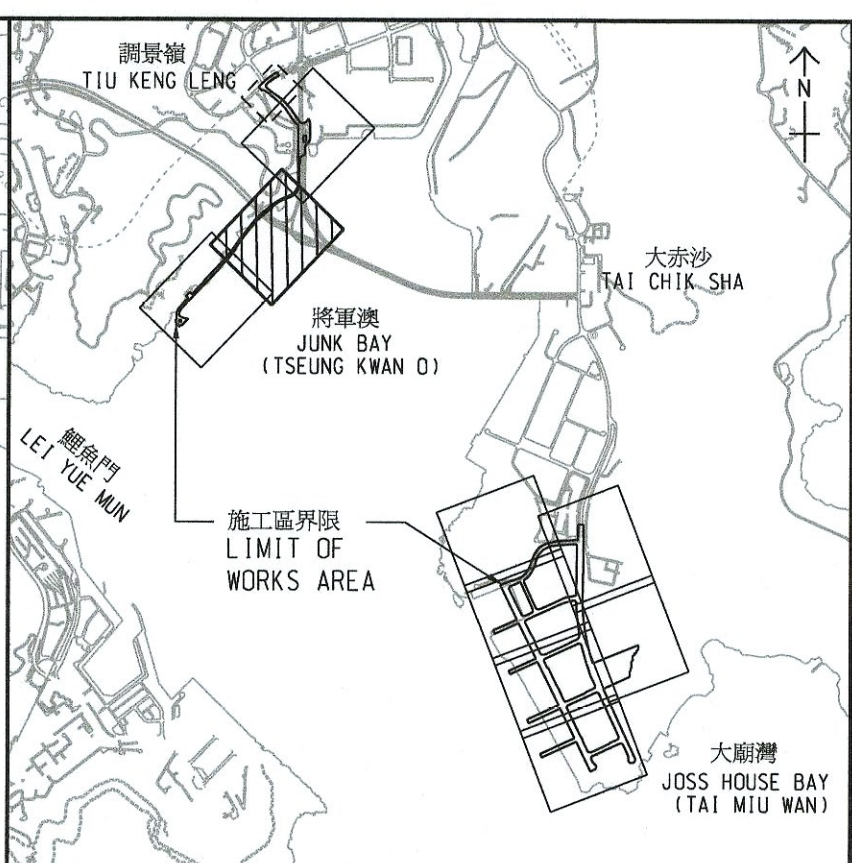 調景嶺
TIU KENG LENG
N
大赤沙
TAI CHIK SHA
將軍澳
JUNK BAY
(TSEUNG KWAN O)
鯉魚門
LEI YUE MUN
施工區界限
LIMIT OF
WORKS AREA
大廟灣
JOSS HOUSE BAY
(TAI MIU WAN)